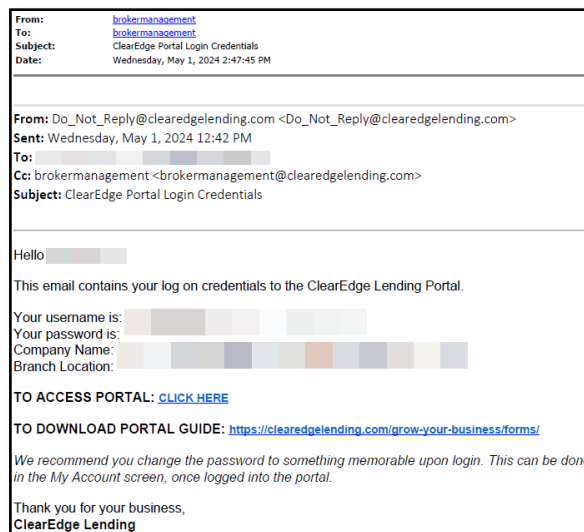 From: brokermanagement
To: brokermanagement
Subject: ClearEdge Portal Login Credentials
Date: Wednesday, May 1, 2024 2:47:45 PM
From: Do_Not_Reply@clearedgelending.com <Do_Not_Reply@clearedgelending.com>
Sent: Wednesday, May 1, 2024 12:42 PM
To:
Cc: brokermanagement <brokermanagement@clearedgelending.com>
Subject: ClearEdge Portal Login Credentials
Hello
This email contains your log on credentials to the ClearEdge Lending Portal.
Your username is:
Your password is:
Company Name:
Branch Location:
TO ACCESS PORTAL: CLICK HERE
TO DOWNLOAD PORTAL GUIDE: https://clearedgelending.com/grow-your-business/forms/
We recommend you change the password to something memorable upon login. This can be done
in the My Account screen, once logged into the portal.
Thank you for your business,
ClearEdge Lending